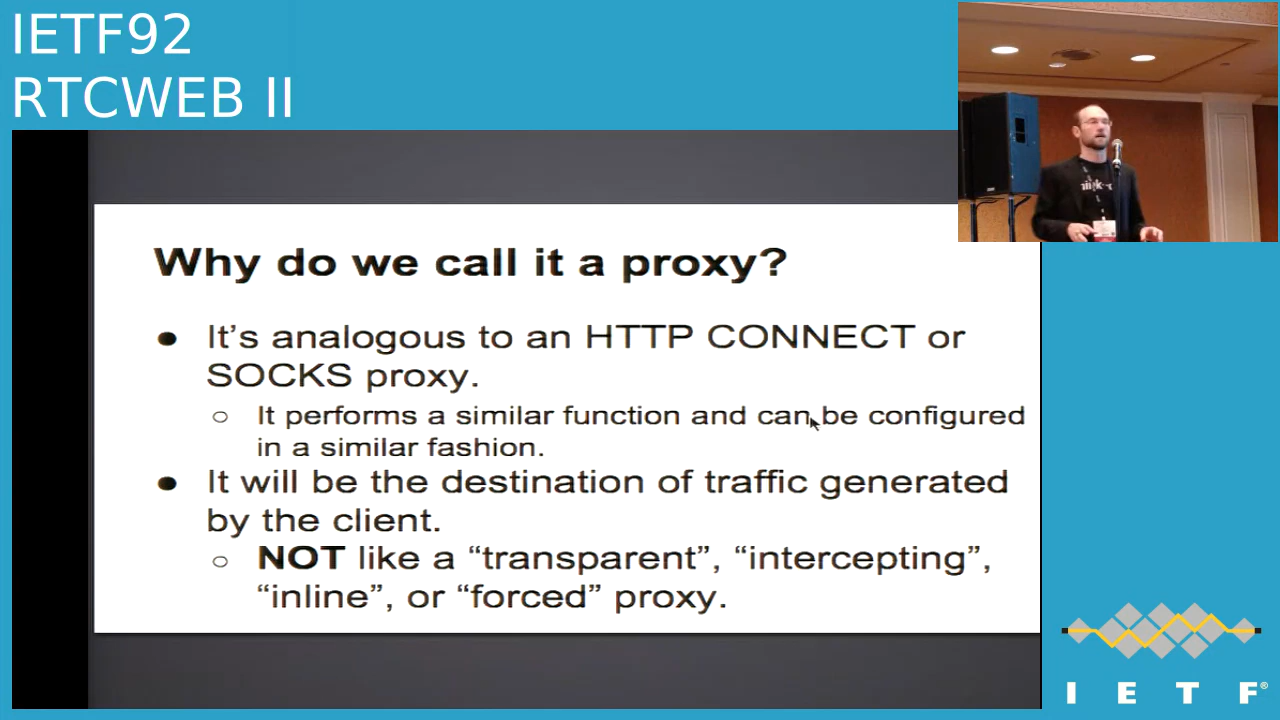 IETF92
RTCWEB II
Why do we call it a proxy?
● It’s analogous to an HTTP CONNECT or
SOCKS proxy.
○ It performs a similar function and can be configured
in a similar fashion.
● It will be the destination of traffic generated
by the client.
○ NOT like a “transparent”, “intercepting”,
“inline”, or “forced” proxy.
I E T F®